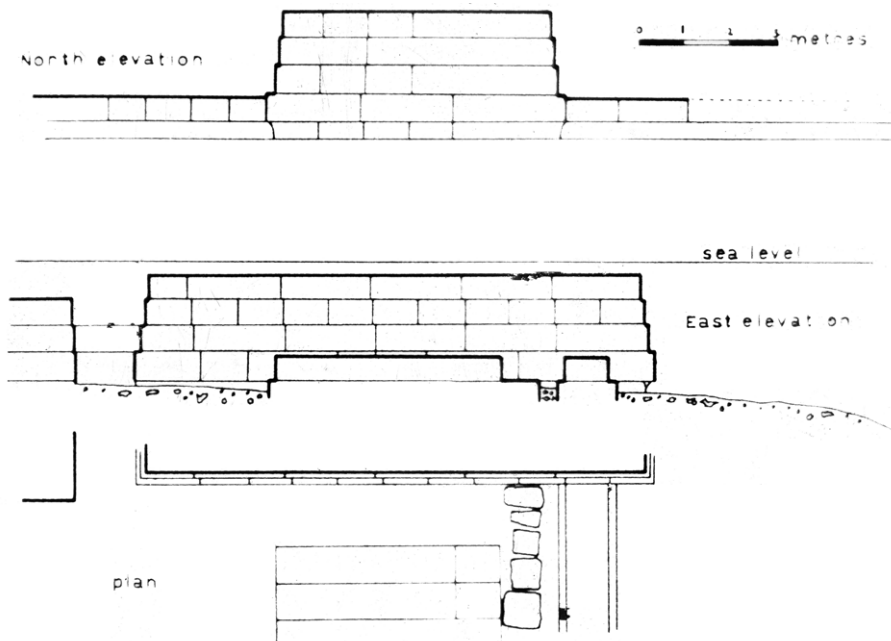 0 1 2 3 metres
North elevation
sea level
East elevation
plan